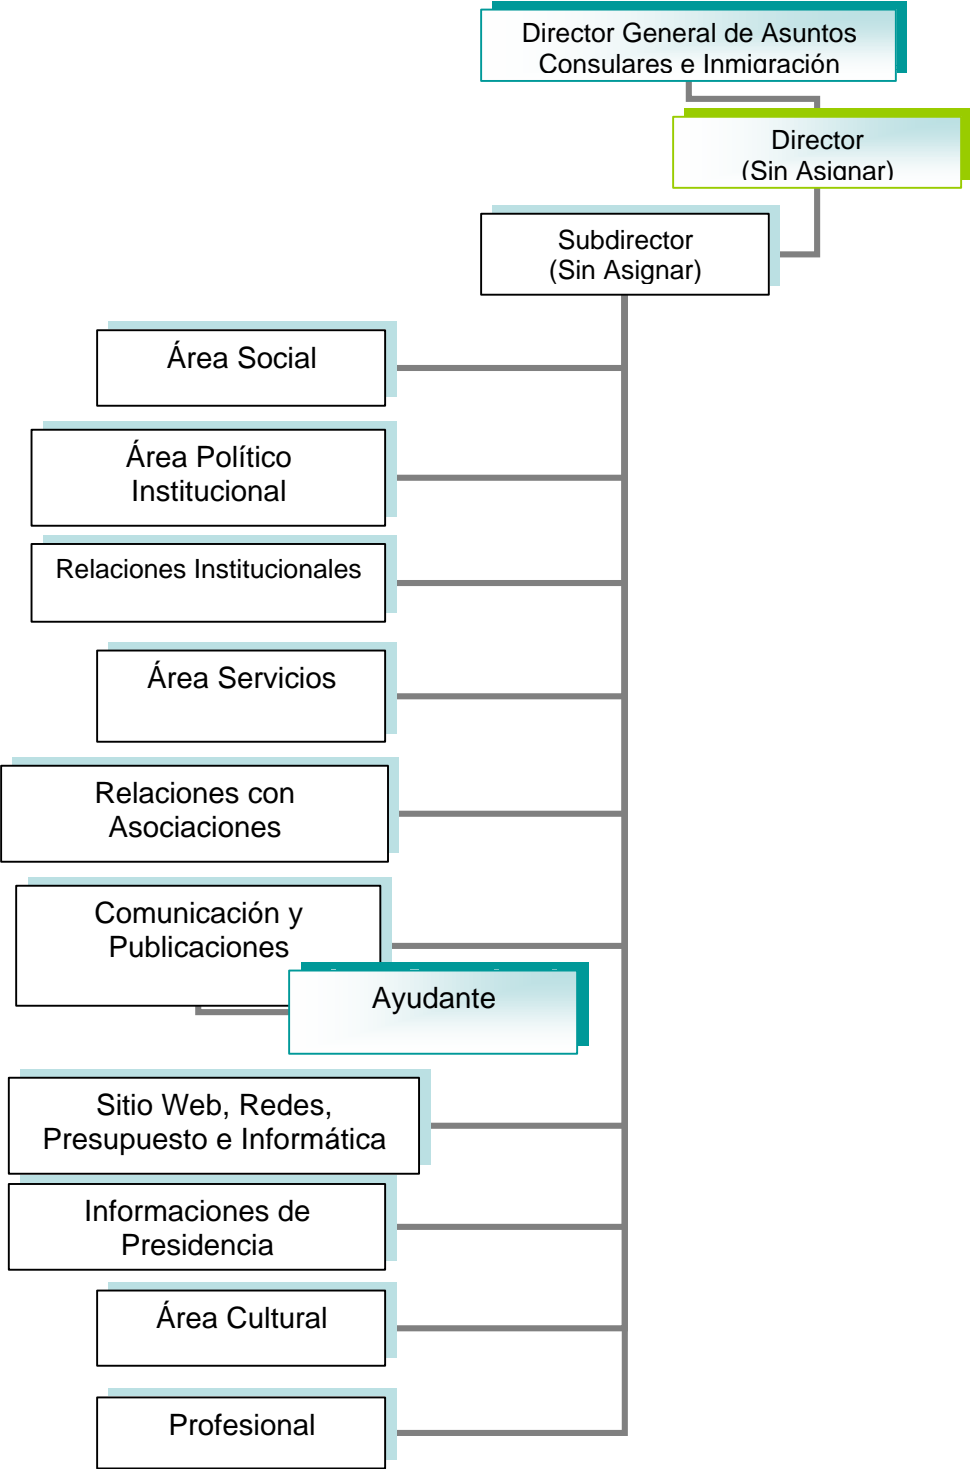 Director General de Asuntos
Consulares e Inmigración
Director
(Sin Asignar)
Subdirector
(Sin Asignar)
Área Social
Área Político
Institucional
Relaciones Institucionales
Área Servicios
Relaciones con
Asociaciones
Comunicación y
Publicaciones
Ayudante
Sitio Web, Redes,
Presupuesto e Informática
Informaciones de
Presidencia
Área Cultural
Profesional